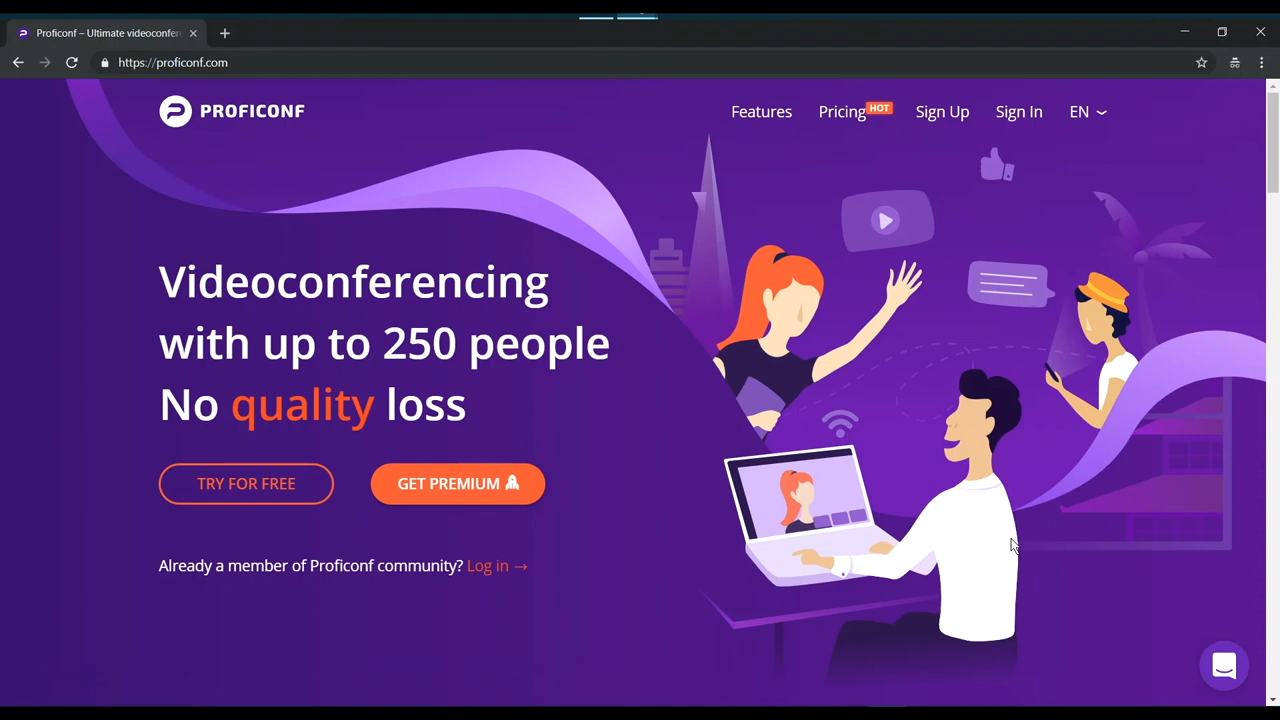 Proficonf – Ultimate videoconfer
https://proficonf.com
PROFICONF
Features
Pricing HOT
Sign Up
Sign In
EN
Videoconferencing
with up to 250 people
No quality loss
TRY FOR FREE
GET PREMIUM
Already a member of Proficonf community? Log in →